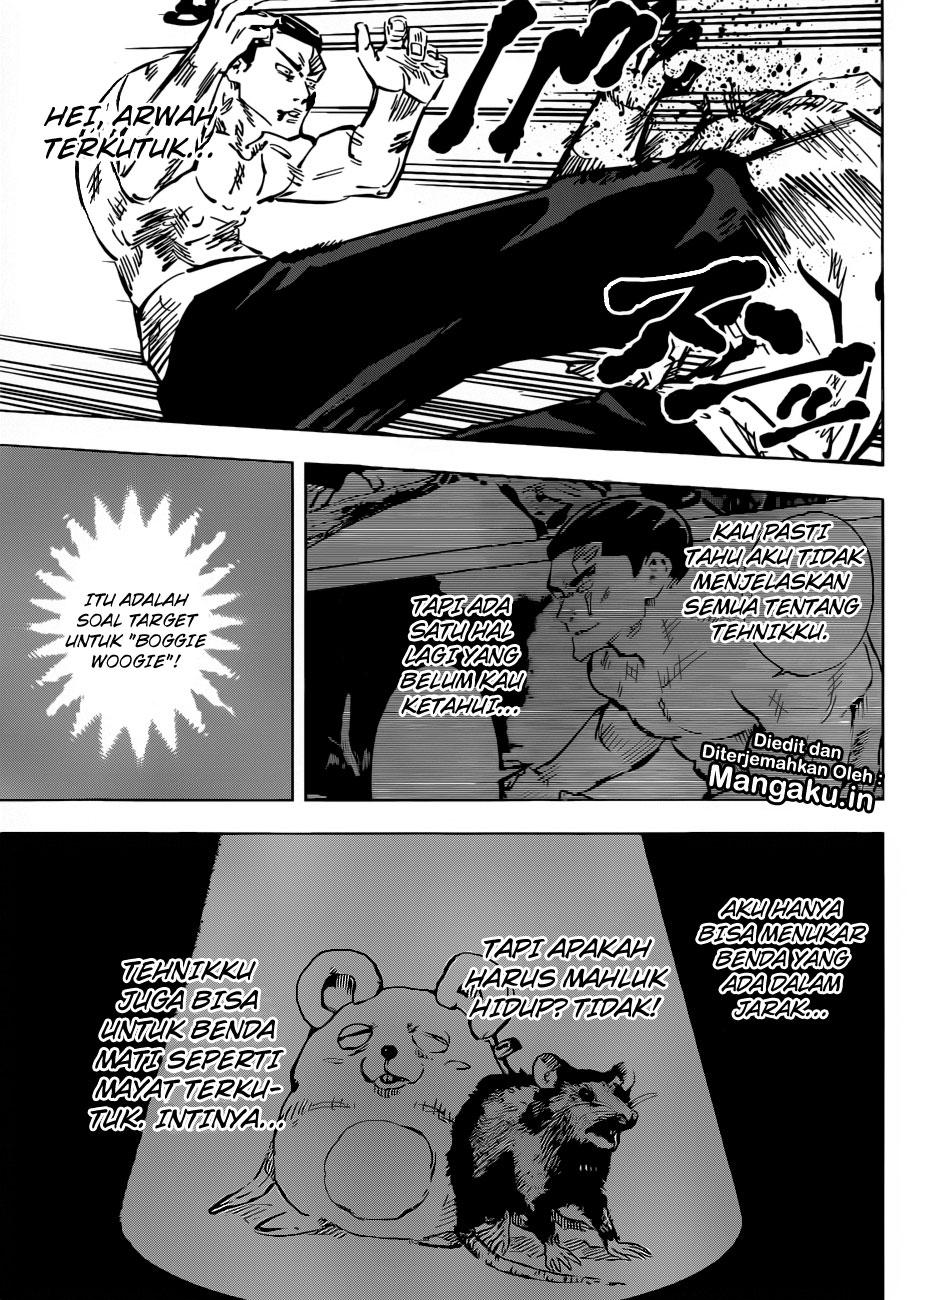 HEI, ARWAH
TERKUTUK...
KAU PASTI
TAHU AKU TIDAK
MENJELASKAN
SEMUA TENTANG
TEHNIKKU.
TAPI ADA
SATU HAL
LAGI YANG
BELUM KAU
KETAHUI...
ITU ADALAH
SOAL TARGET
UNTUK "BOGGIE
WOOGIE"!
Diedit dan
Diterjemahkan Oleh :
Mangaku.in
AKU HANYA
BISA MENUKAR
BENDA YANG
ADA DALAM
JARAK...
TAPI APAKAH
HARUS MAHLUK
HIDUP? TIDAK!
TEHNIKKU
JUGA BISA
UNTUK BENDA
MATI SEPERTI
MAYAT TERKU-
TUK. INTINYA...